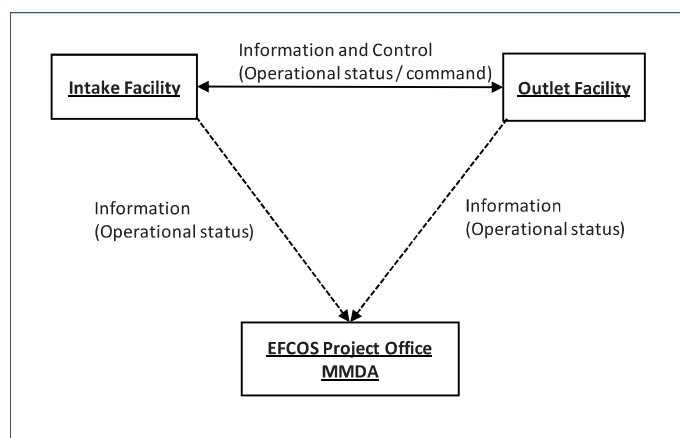 Information and Control
(Operational status / command)
Intake Facility
Outlet Facility
Information
(Operational status)
Information
(Operational status)
EFCOS Project Office
MMDA